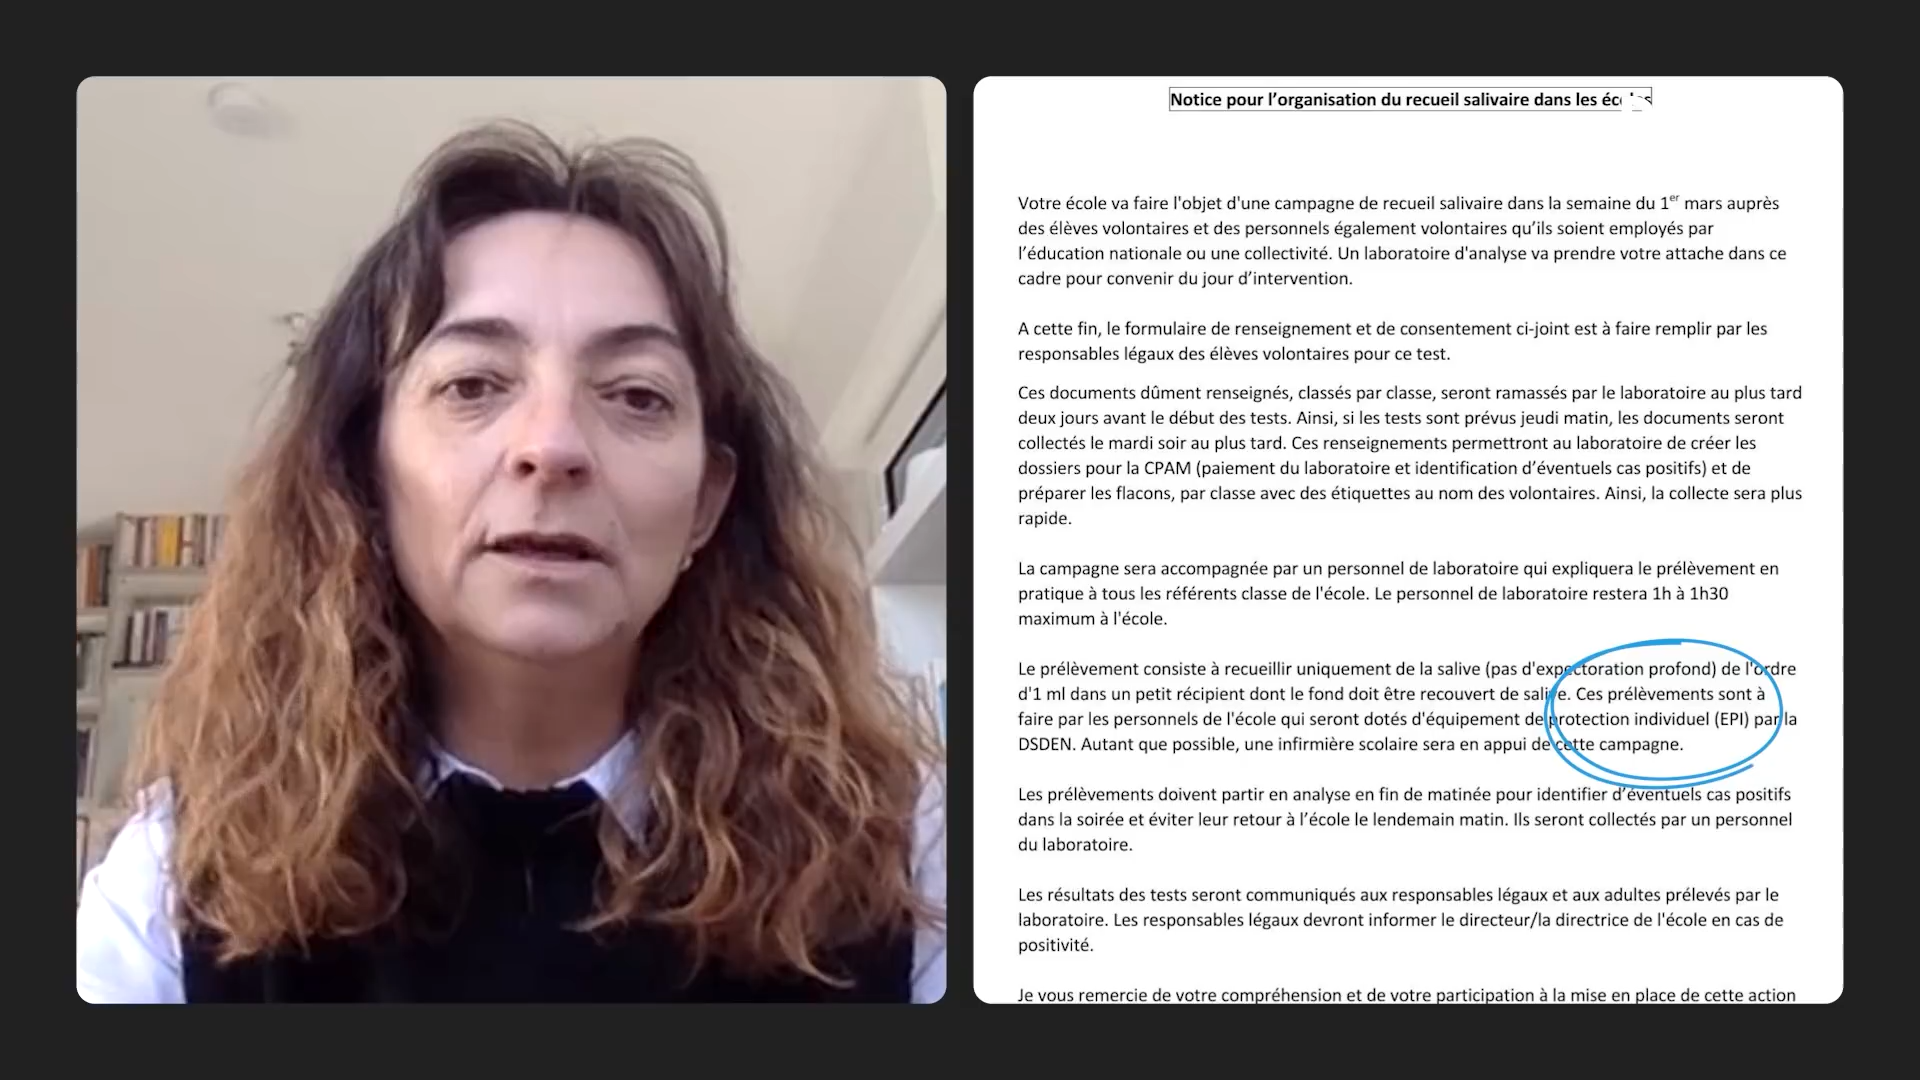 Notice pour l’organisation du recueil salivaire dans les
Votre école va faire l'objet d'une campagne de recueil salivaire dans la semaine du 1er mars auprès
des élèves volontaires et des personnels également volontaires qu’ils soient employés par
l’éducation nationale ou une collectivité. Un laboratoire d'analyse va prendre votre attache dans ce
cadre pour convenir du jour d’intervention.
A cette fin, le formulaire de renseignement et de consentement ci-joint est à faire remplir par les
responsables légaux des élèves volontaires pour ce test.
Ces documents dûment renseignés, classés par classe, seront ramassés par le laboratoire au plus tard
deux jours avant le début des tests. Ainsi, si les tests sont prévus jeudi matin, les documents seront
collectés le mardi soir au plus tard. Ces renseignements permettront au laboratoire de créer les
dossiers pour la CPAM (paiement du laboratoire et identification d’éventuels cas positifs) et de
préparer les flacons, par classe avec des étiquettes au nom des volontaires. Ainsi, la collecte sera plus
rapide.
La campagne sera accompagnée par un personnel de laboratoire qui expliquera le prélèvement en
pratique à tous les référents classe de l'école. Le personnel de laboratoire restera 1h à 1h30
maximum à l'école.
Le prélèvement consiste à recueillir uniquement de la salive (pas d'expectoration profond) de l'ordre
d'1 ml dans un petit récipient dont le fond doit être recouvert de salive. Ces prélèvements sont à
faire par les personnels de l'école qui seront dotés d'équipement de protection individuel (EPI) par la
DSDEN. Autant que possible, une infirmière scolaire sera en appui de cette campagne.
Les prélèvements doivent partir en analyse en fin de matinée pour identifier d’éventuels cas positifs
dans la soirée et éviter leur retour à l’école le lendemain matin. Ils seront collectés par un personnel
du laboratoire.
Les résultats des tests seront communiqués aux responsables légaux et aux adultes prélevés par le
laboratoire. Les responsables légaux devront informer le directeur/la directrice de l'école en cas de
positivité.
Je vous remercie de votre compréhension et de votre participation à la mise en place de cette action